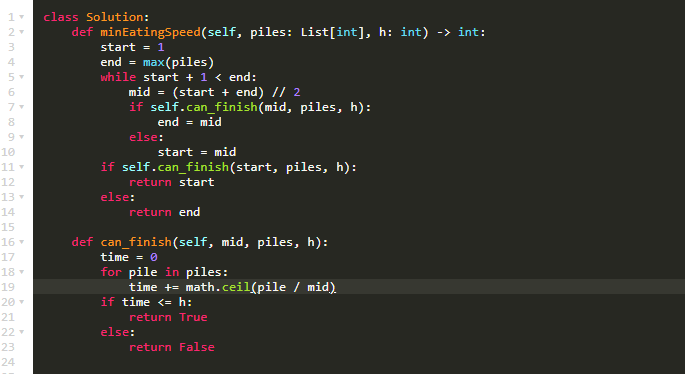 1 class Solution:
2     def minEatingSpeed(self, piles: List[int], h: int) -> int:
3         start = 1
4         end = max(piles)
5         while start + 1 < end:
6             mid = (start + end) // 2
7             if self.can_finish(mid, piles, h):
8                 end = mid
9             else:
10                 start = mid
11         if self.can_finish(start, piles, h):
12             return start
13         else:
14             return end
15
16     def can_finish(self, mid, piles, h):
17         time = 0
18         for pile in piles:
19             time += math.ceil(pile / mid)
20         if time <= h:
21             return True
22         else:
23             return False
24